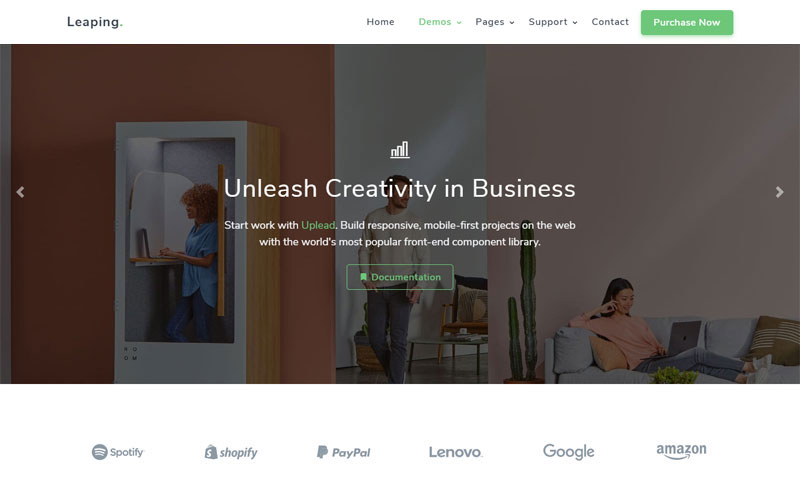 Leaping.
Home Demos Pages Support Contact Purchase Now
Unleash Creativity in Business
Start work with Uplead. Build responsive, mobile-first projects on the web
with the world's most popular front-end component library.
Documentation
Spotify shopify PayPal Lenovo Google amazon